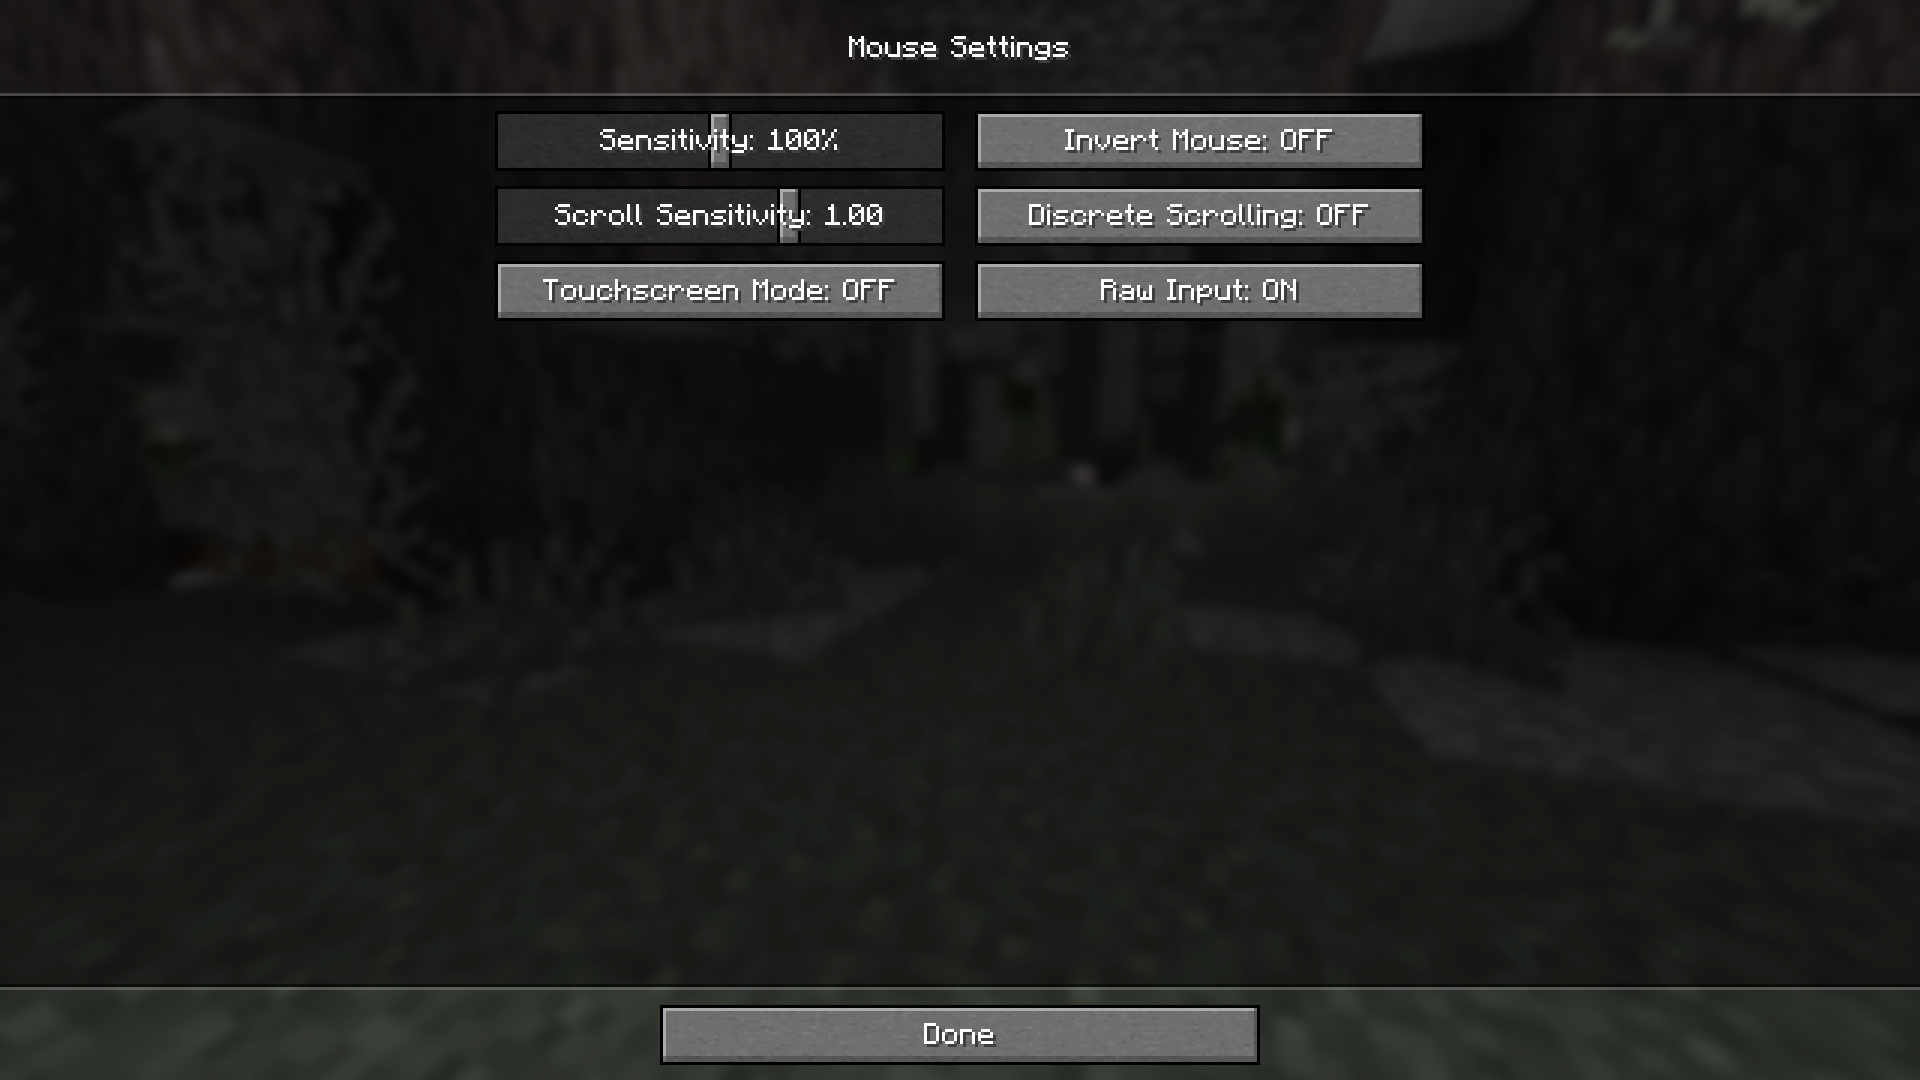 Mouse Settings
Sensitivity: 100%
Invert Mouse: OFF
Scroll Sensitivity: 1.00
Discrete Scrolling: OFF
Touchscreen Mode: OFF
Raw Input: ON
Done